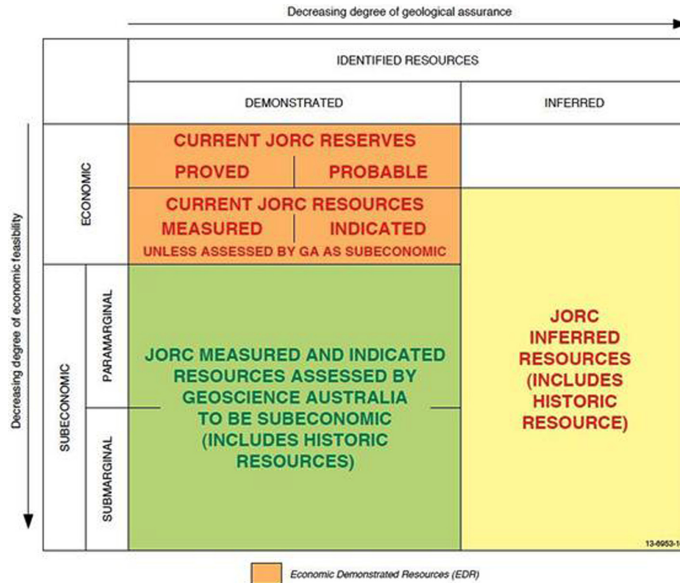 Decreasing degree of geological assurance
IDENTIFIED RESOURCES
DEMONSTRATED
INFERRED
Decreasing degree of economic feasibility
ECONOMIC
CURRENT JORC RESERVES
PROVED
PROBABLE
CURRENT JORC RESOURCES
MEASURED
INDICATED
UNLESS ASSESSED BY GA AS SUBECONOMIC
SUBECONOMIC
PARAMARGINAL
SUBMARGINAL
JORC MEASURED AND INDICATED
RESOURCES ASSESSED BY
GEOSCIENCE AUSTRALIA
TO BE SUBECONOMIC
(INCLUDES HISTORIC
RESOURCES)
JORC
INFERRED
RESOURCES
(INCLUDES
HISTORIC
RESOURCE)
Economic Demonstrated Resources (EDR)